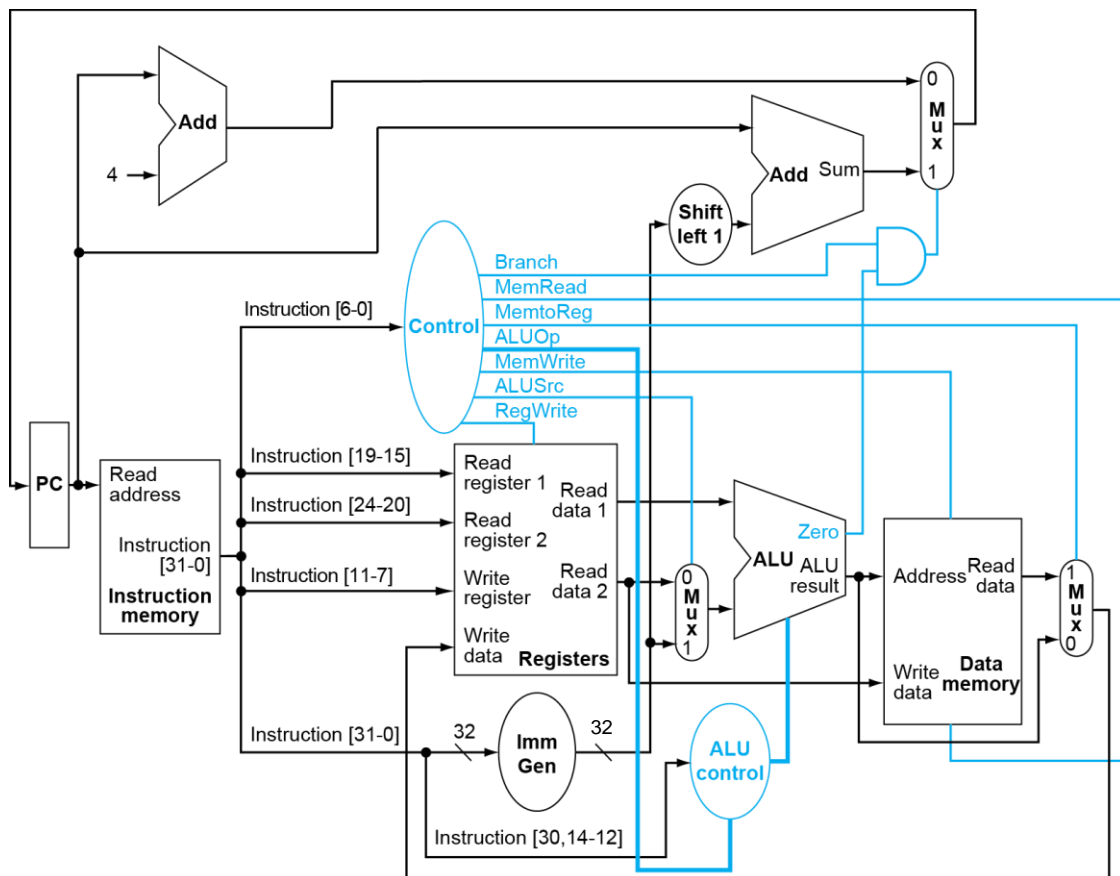 Add
4
0
Mux
1
Add
Sum
Shift
left 1
Branch
MemRead
MemtoReg
ALUOp
MemWrite
ALUSrc
RegWrite
Control
Instruction [6-0]
PC
Read
address
Instruction
[31-0]
Instruction
memory
Instruction [19-15]
Instruction [24-20]
Instruction [11-7]
Instruction [31-0]
Read
register 1
Read
register 2
Write
register
Write
data
Read
data 1
Read
data 2
Registers
0
Mux
1
Zero
ALU
ALU
result
Address
Read
data
Write
data
Data
memory
1
Mux
0
32
Imm
Gen
32
ALU
control
Instruction [30,14-12]